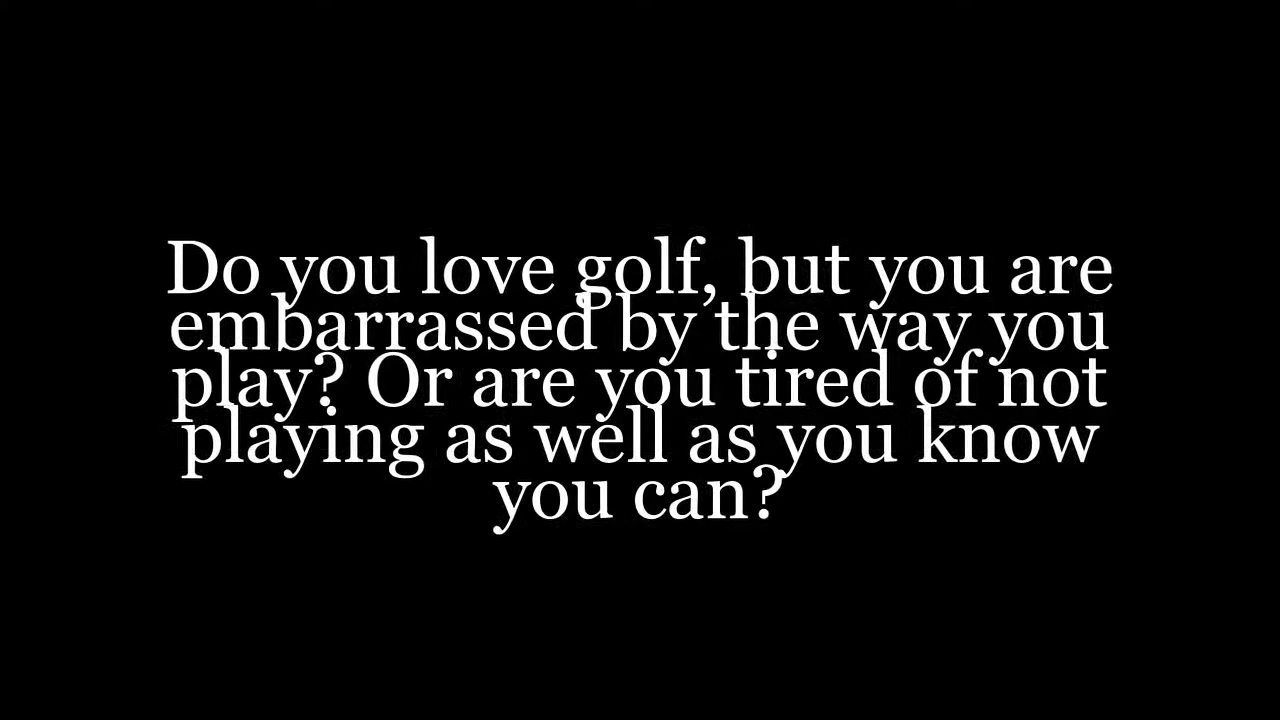 Do you love golf, but you are
embarrassed by the way you
play? Or are you tired of not
playing as well as you know
you can?